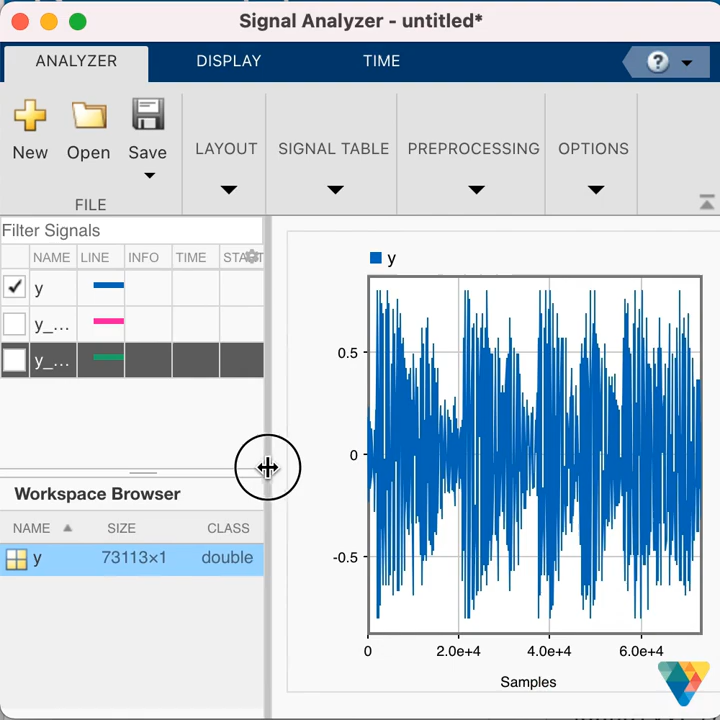 Signal Analyzer - untitled*
ANALYZER
DISPLAY
TIME
?
New
Open
Save
FILE
LAYOUT
SIGNAL TABLE
PREPROCESSING
OPTIONS
Filter Signals
NAME LINE INFO TIME
y
y_...
y_...
Workspace Browser
NAME SIZE CLASS
y 73113×1 double
y
0.5
0
-0.5
0 2.0e+4 4.0e+4 6.0e+4
Samples